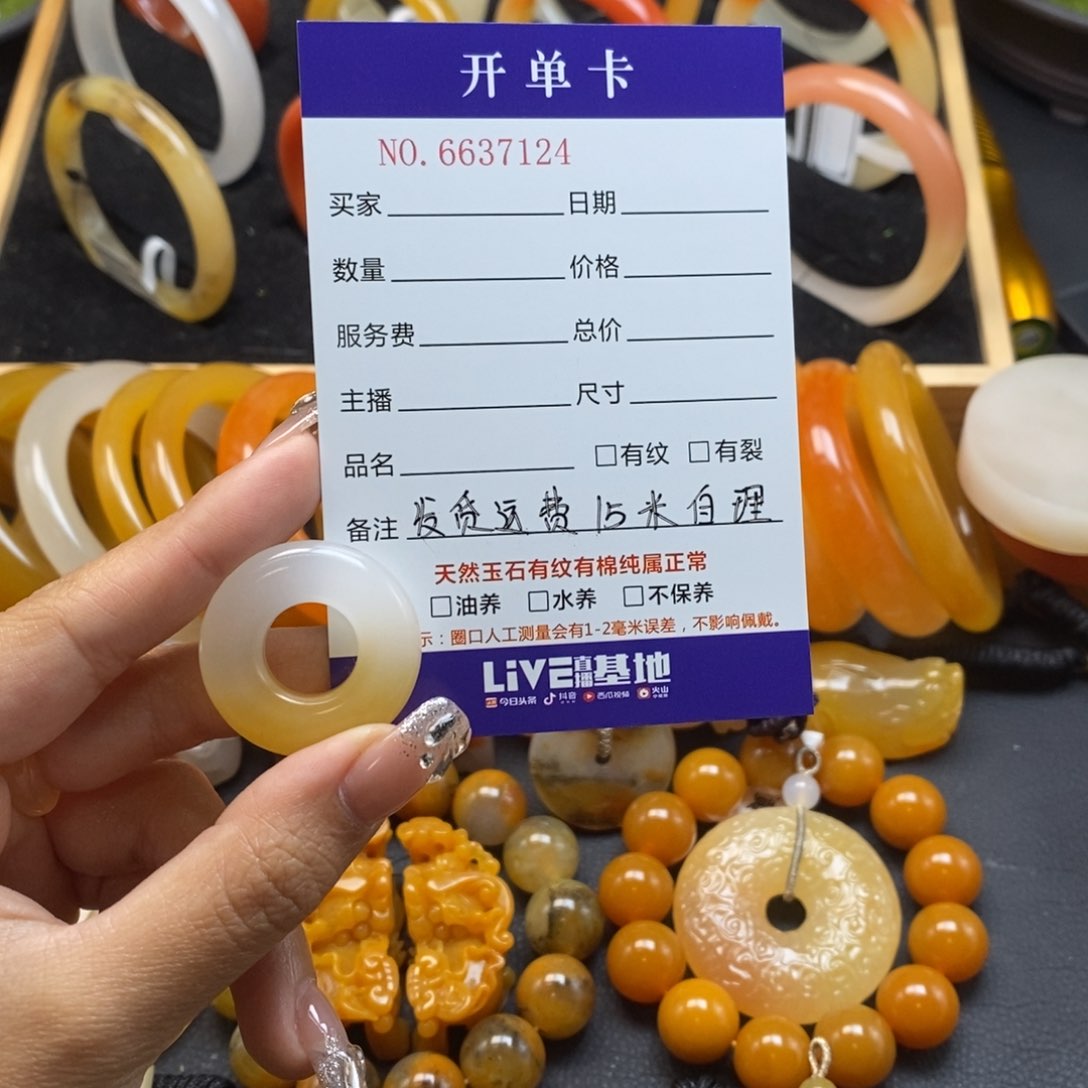 开单卡
NO. 6637124
买家 日期
数量 价格
服务费 总价
主播 尺寸
品名 □有纹 □有裂
备注 发货运费15米自理
天然玉石有纹有棉纯属正常
□油养 □水养 □不保养
示：圈口人工测量会有1-2毫米误差，不影响佩戴。
LIVE直播基地
今日头条 抖音 西瓜视频 火山